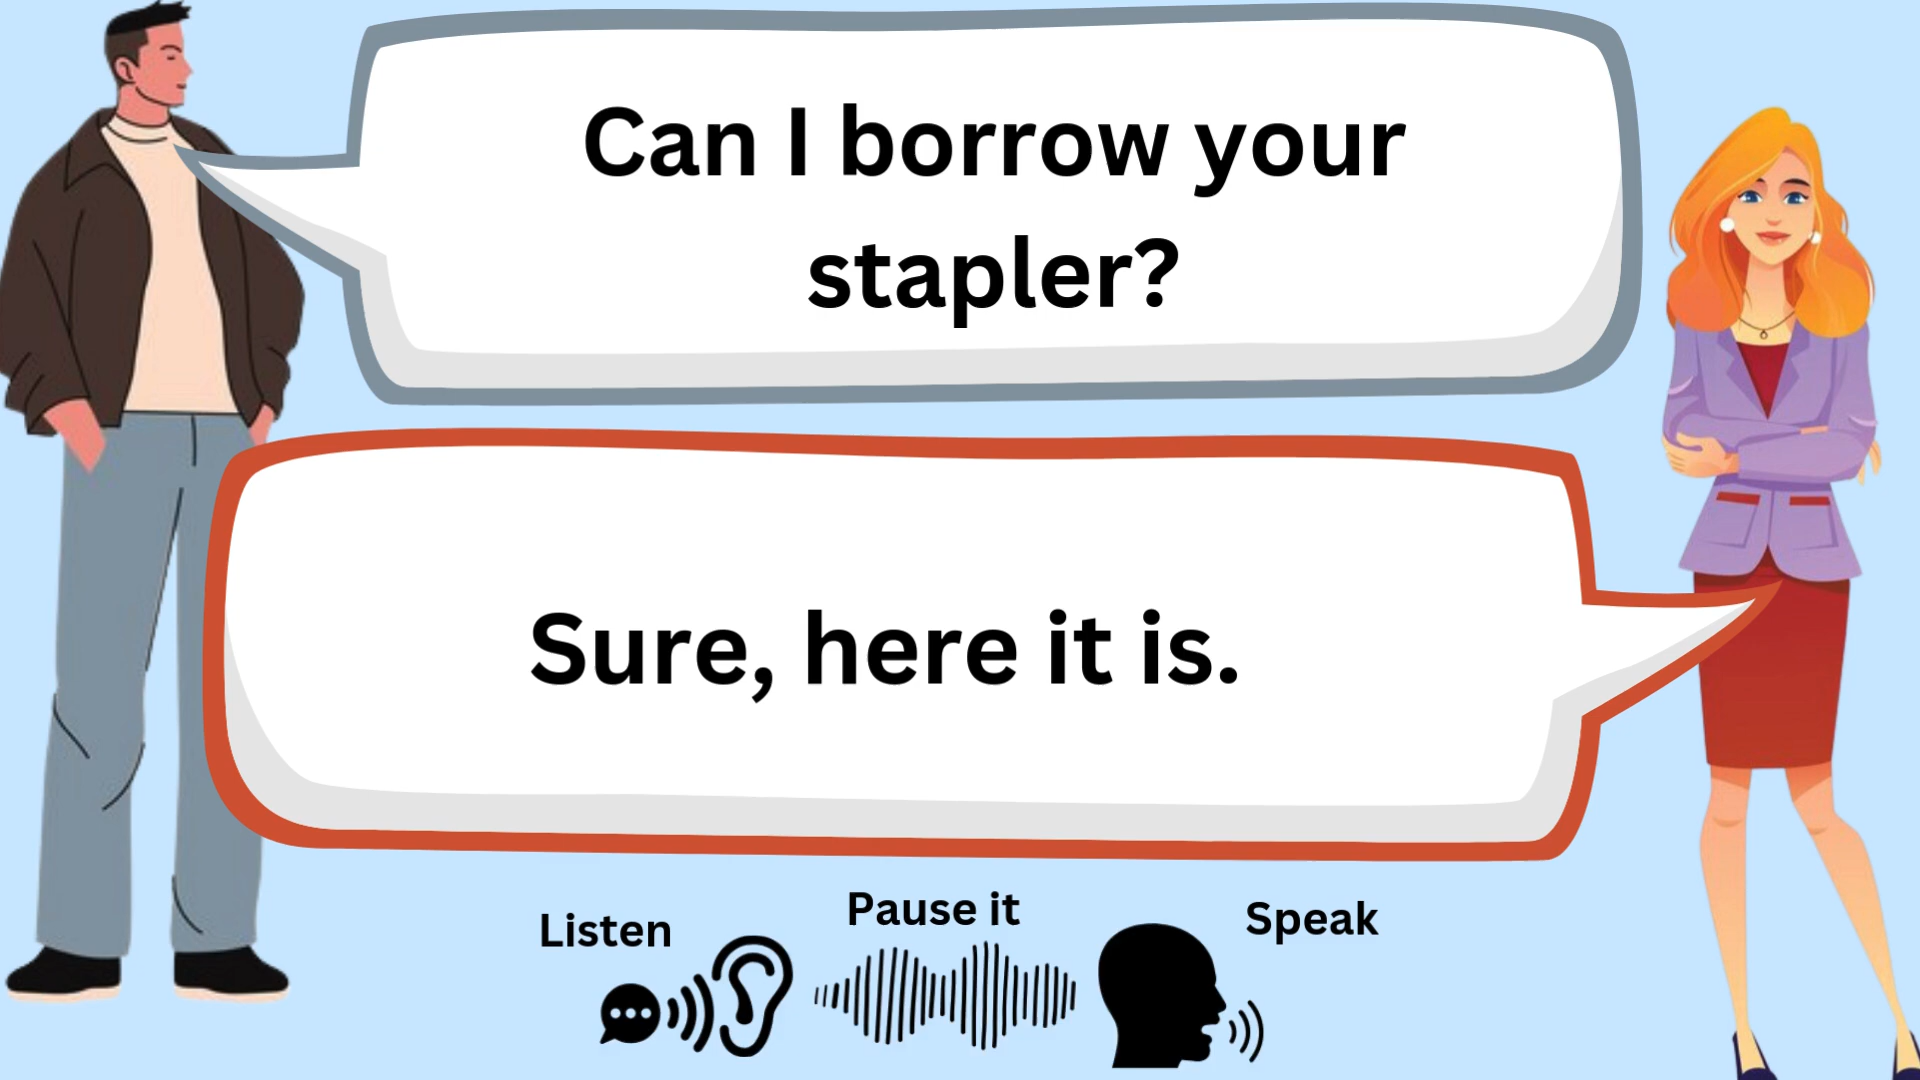 Can I borrow your
stapler?
Sure, here it is.
Listen
Pause it
Speak